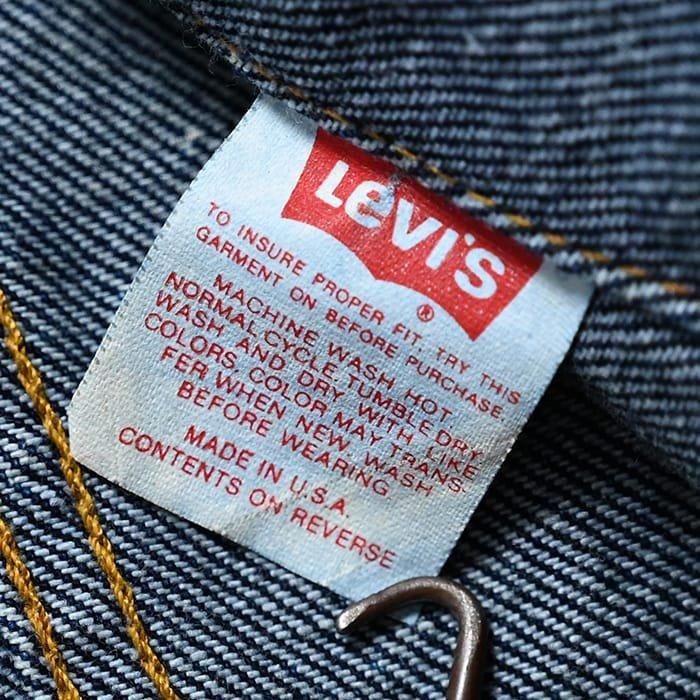 LeVI'S
®
TO INSURE PROPER FIT, TRY THIS
GARMENT ON BEFORE PURCHASE.
MACHINE WASH HOT,
NORMAL CYCLE, TUMBLE DRY.
WASH AND DRY WITH LIKE
COLORS, COLOR MAY TRANS-
FER WHEN NEW. WASH
BEFORE WEARING
MADE IN U.S.A.
CONTENTS ON REVERSE